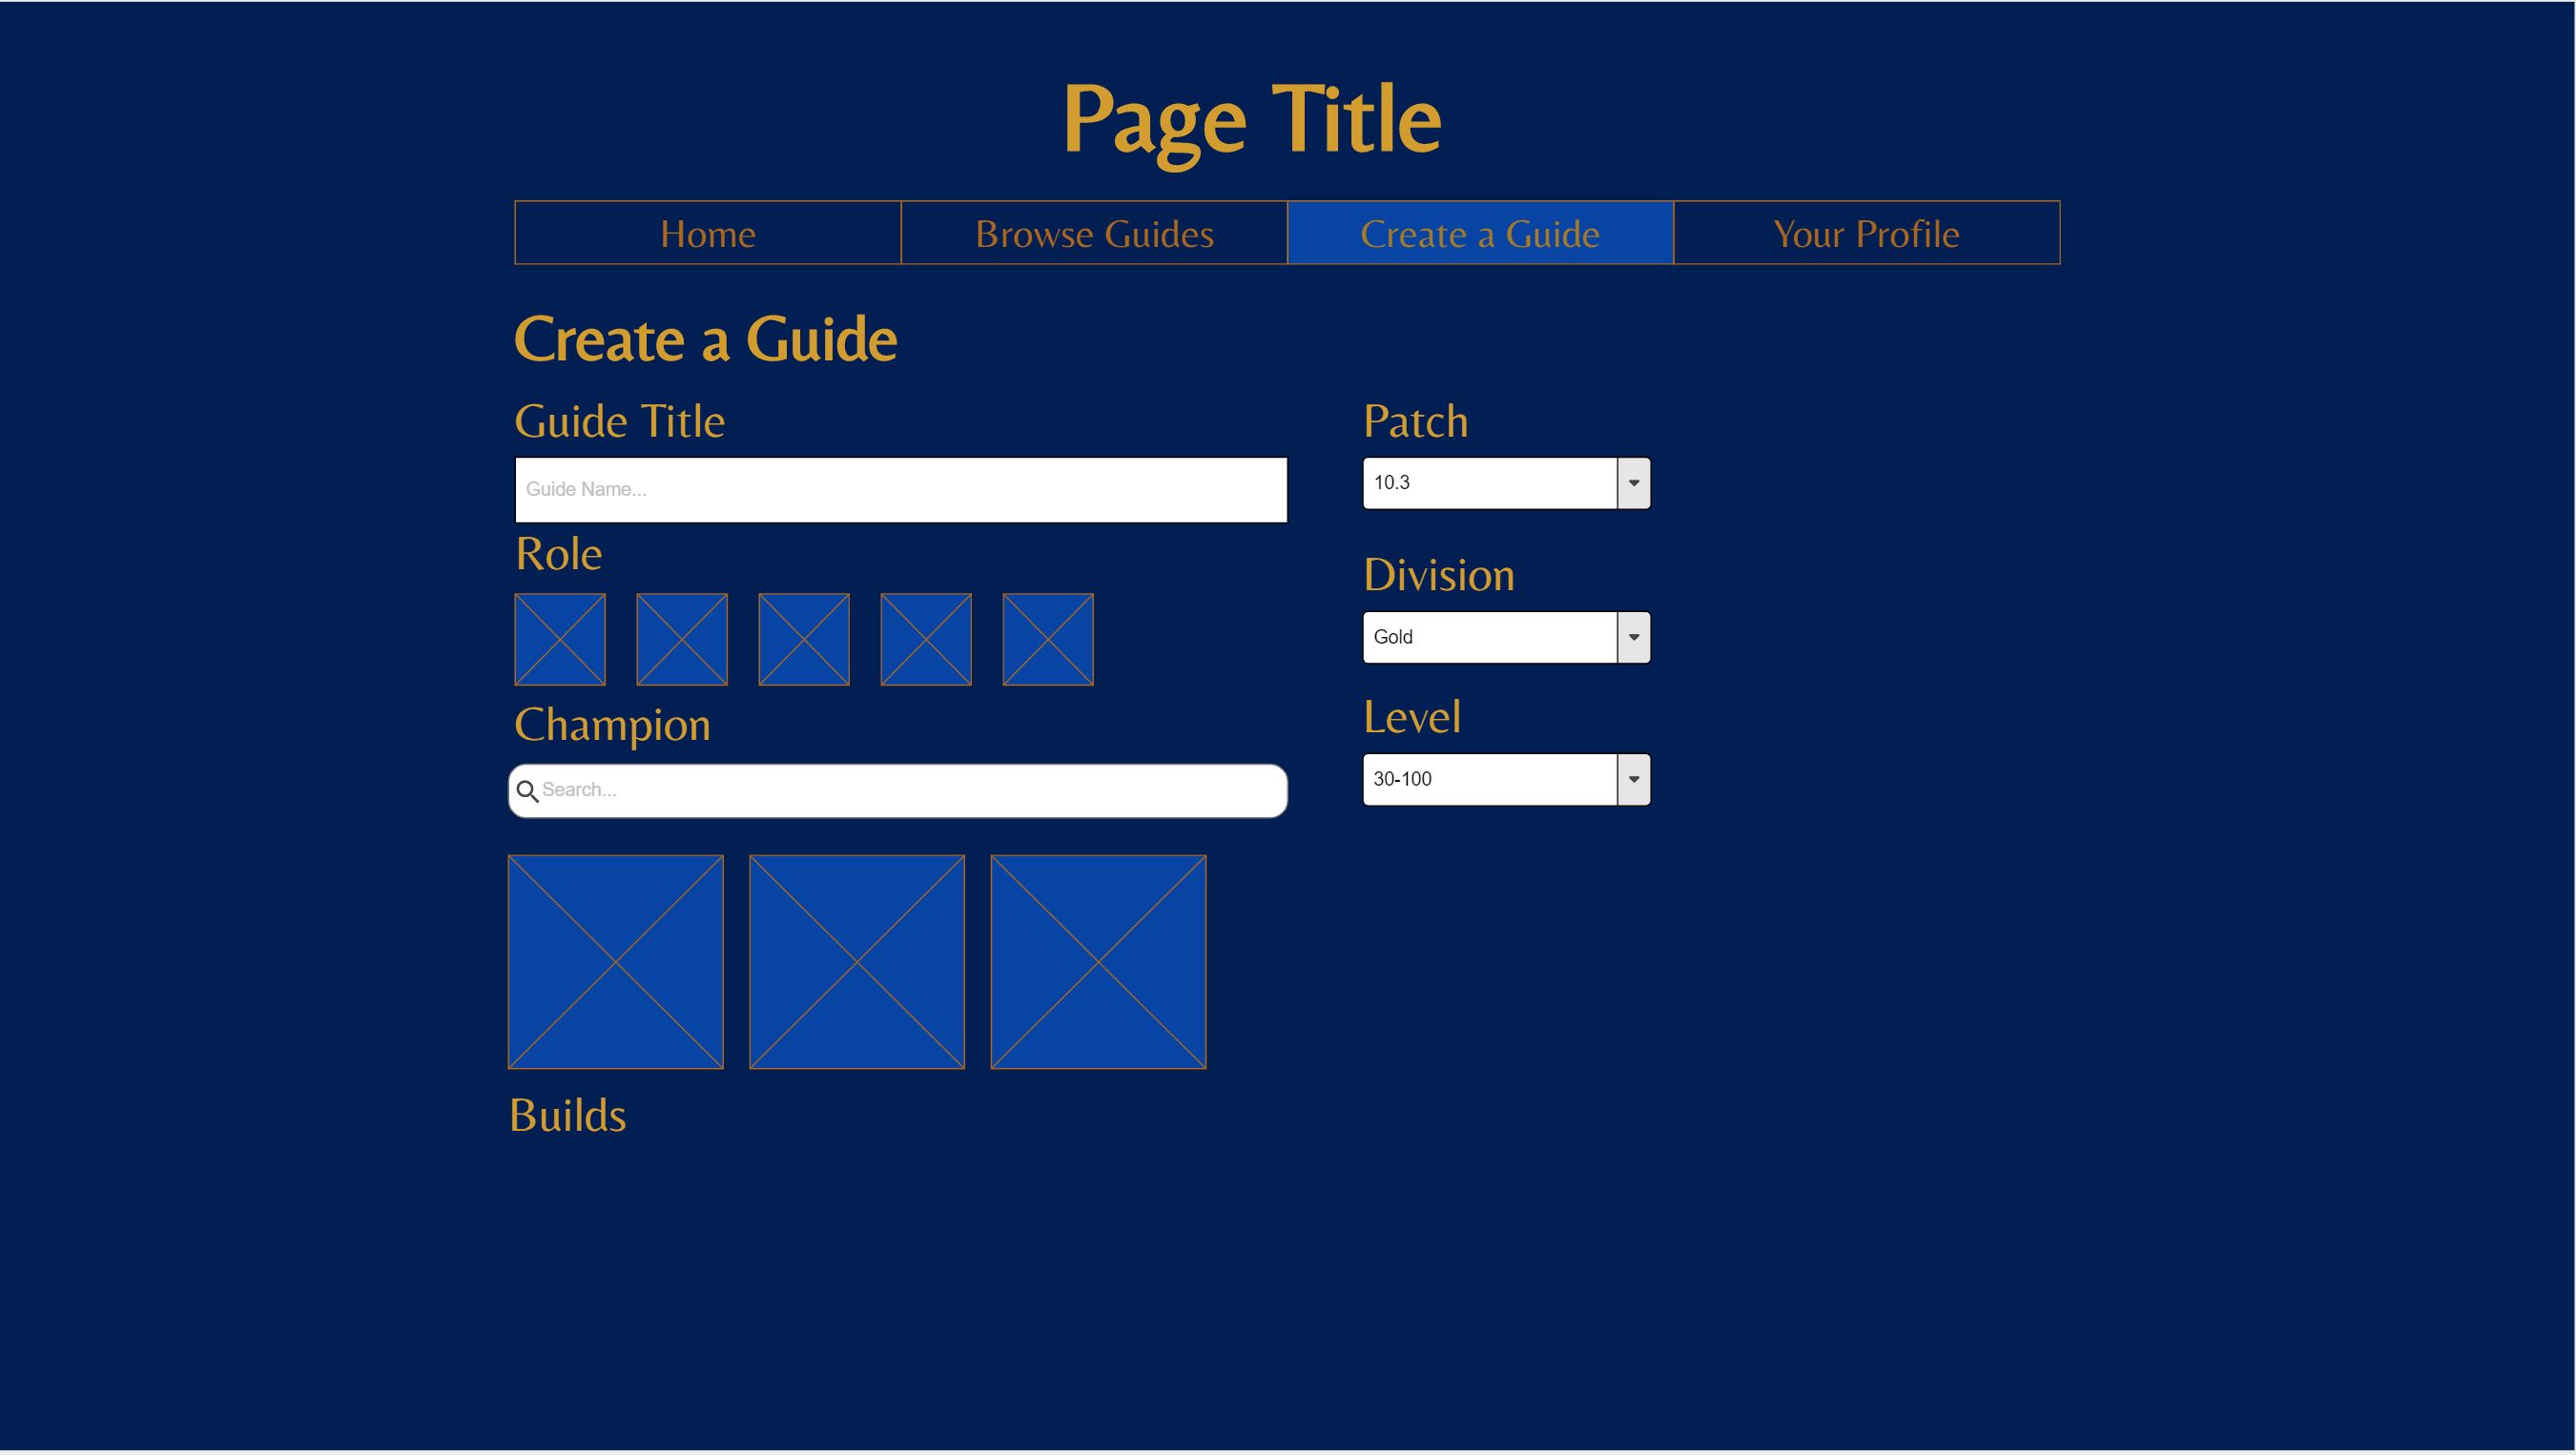 Page Title
Home
Browse Guides
Create a Guide
Your Profile
Create a Guide
Guide Title
Guide Name...
Role
Champion
Search...
Builds
Patch
10.3
Division
Gold
Level
30-100